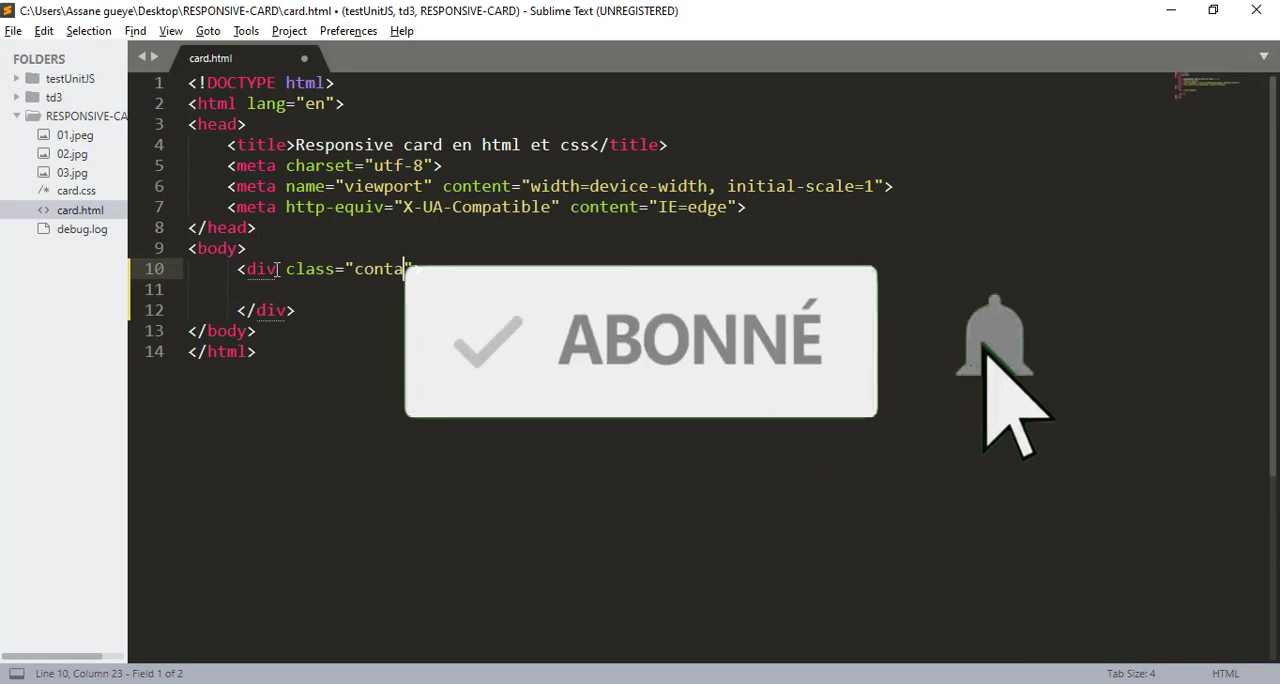 C:\Users\Assane gueye\Desktop\RESPONSIVE-CARD\card.html • (testUnitJS, td3, RESPONSIVE-CARD) - Sublime Text (UNREGISTERED)
File Edit Selection Find View Goto Tools Project Preferences Help
FOLDERS
testUnitJS
td3
RESPONSIVE-CA
01.jpeg
02.jpg
03.jpg
/* card.css
<> card.html
debug.log
card.html
1 <!DOCTYPE html>
2 <html lang="en">
3 <head>
4 <title>Responsive card en html et css</title>
5 <meta charset="utf-8">
6 <meta name="viewport" content="width=device-width, initial-scale=1">
7 <meta http-equiv="X-UA-Compatible" content="IE=edge">
8 </head>
9 <body>
10 <div class="conta">
11
12 </div>
13 </body>
14 </html>
ABONNÉ
Line 10, Column 23 - Field 1 of 2
Tab Size: 4
HTML